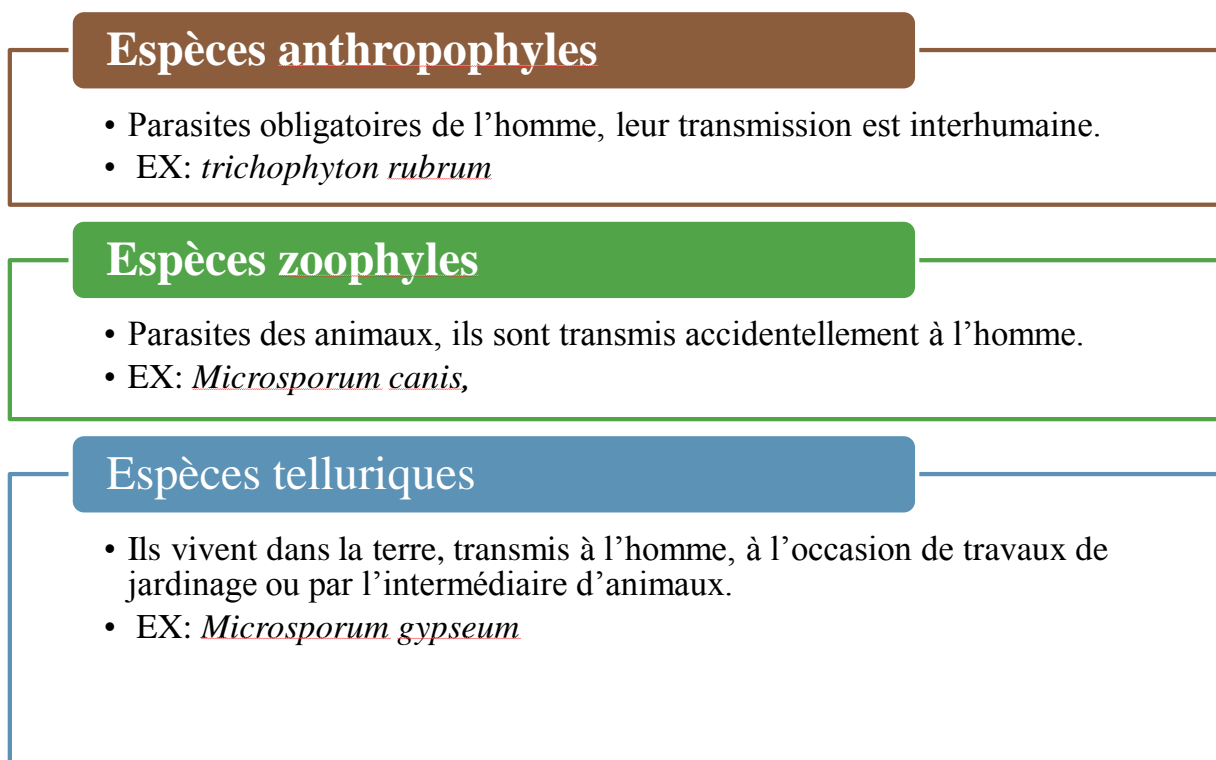 Espèces anthropophyles
• Parasites obligatoires de l’homme, leur transmission est interhumaine.
• EX: trichophyton rubrum
Espèces zoophyles
• Parasites des animaux, ils sont transmis accidentellement à l’homme.
• EX: Microsporum canis,
Espèces telluriques
• Ils vivent dans la terre, transmis à l’homme, à l’occasion de travaux de
jardinage ou par l’intermédiaire d’animaux.
• EX: Microsporum gypseum